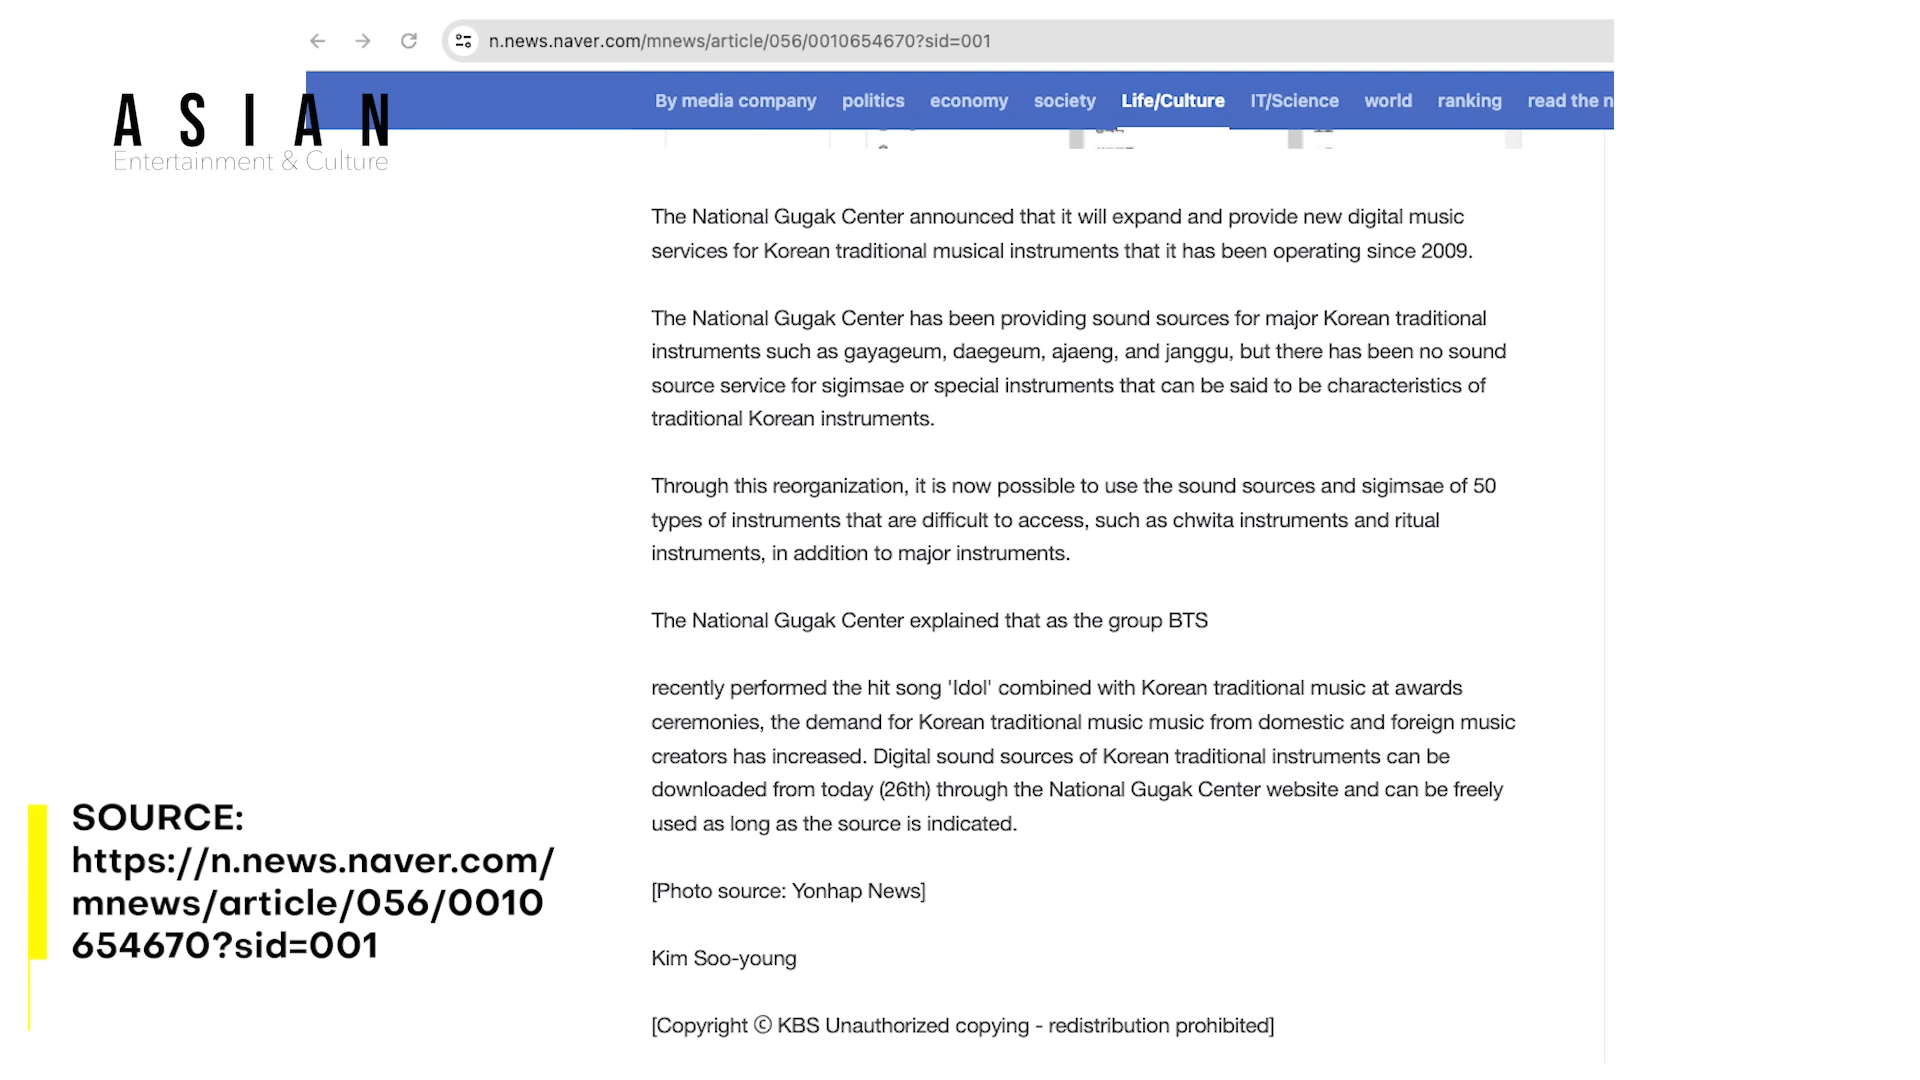 n.news.naver.com/mnews/article/056/0010654670?sid=001
By media company politics economy society Life/Culture IT/Science world ranking read the n
ASIAN
Entertainment & Culture
The National Gugak Center announced that it will expand and provide new digital music
services for Korean traditional musical instruments that it has been operating since 2009.
The National Gugak Center has been providing sound sources for major Korean traditional
instruments such as gayageum, daegeum, ajaeng, and janggu, but there has been no sound
source service for sigimsae or special instruments that can be said to be characteristics of
traditional Korean instruments.
Through this reorganization, it is now possible to use the sound sources and sigimsae of 50
types of instruments that are difficult to access, such as chwita instruments and ritual
instruments, in addition to major instruments.
The National Gugak Center explained that as the group BTS
recently performed the hit song 'Idol' combined with Korean traditional music at awards
ceremonies, the demand for Korean traditional music music from domestic and foreign music
creators has increased. Digital sound sources of Korean traditional instruments can be
downloaded from today (26th) through the National Gugak Center website and can be freely
used as long as the source is indicated.
[Photo source: Yonhap News]
Kim Soo-young
[Copyright ⓒ KBS Unauthorized copying - redistribution prohibited]
SOURCE:
https://n.news.naver.com/
mnews/article/056/0010
654670?sid=001